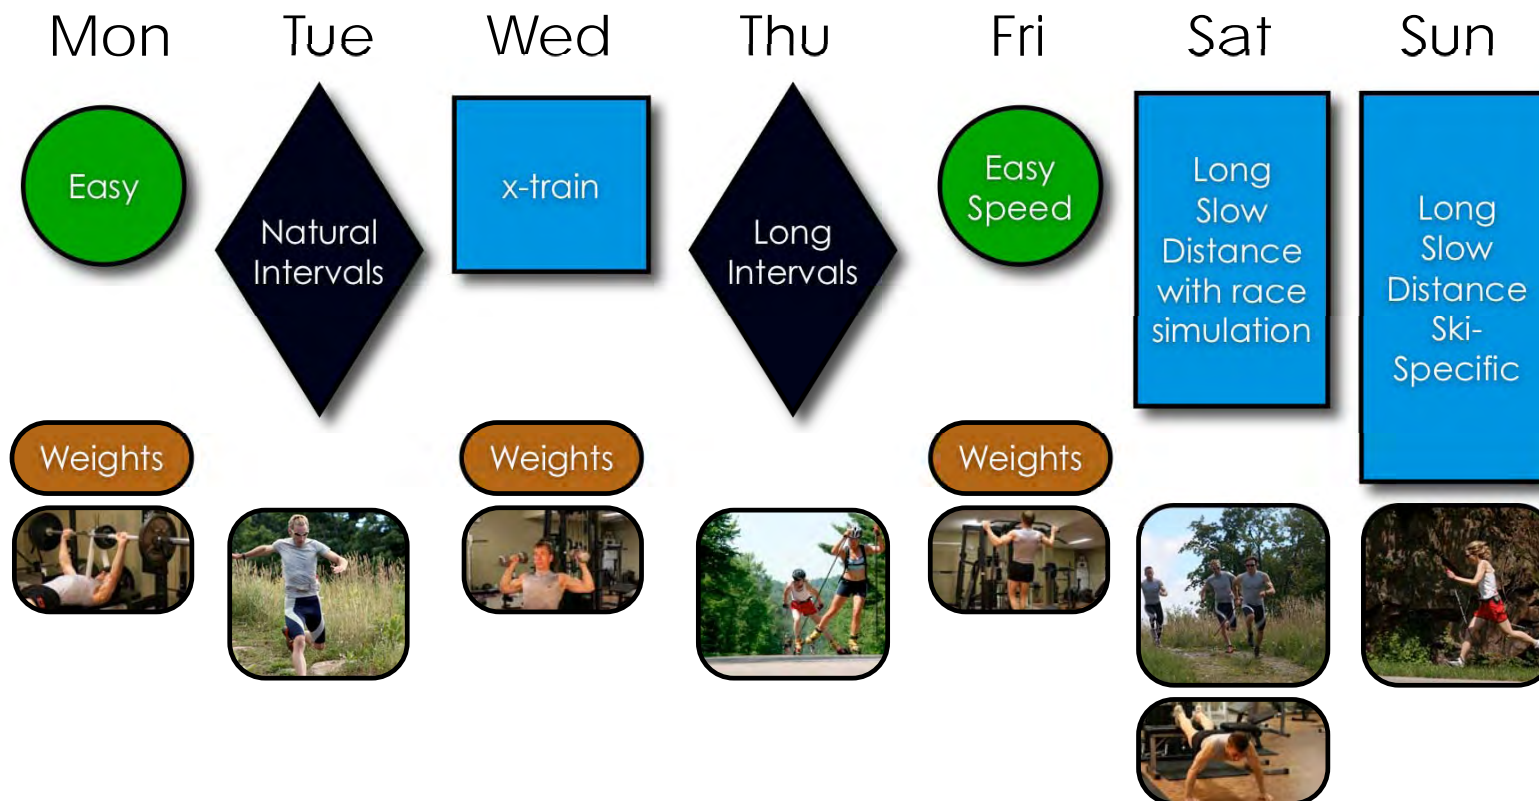 Mon Tue Wed Thu Fri Sat Sun
Easy
Natural
Intervals
x-train
Long
Intervals
Easy
Speed
Long
Slow
Distance
with race
simulation
Long
Slow
Distance
Ski-
Specific
Weights
Weights
Weights